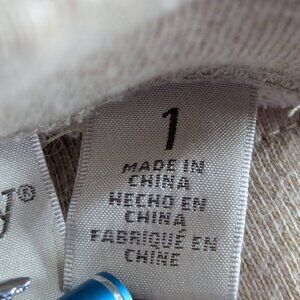 1
MADE IN
CHINA
HECHO EN
CHINA
FABRIQUÉ EN
CHINE